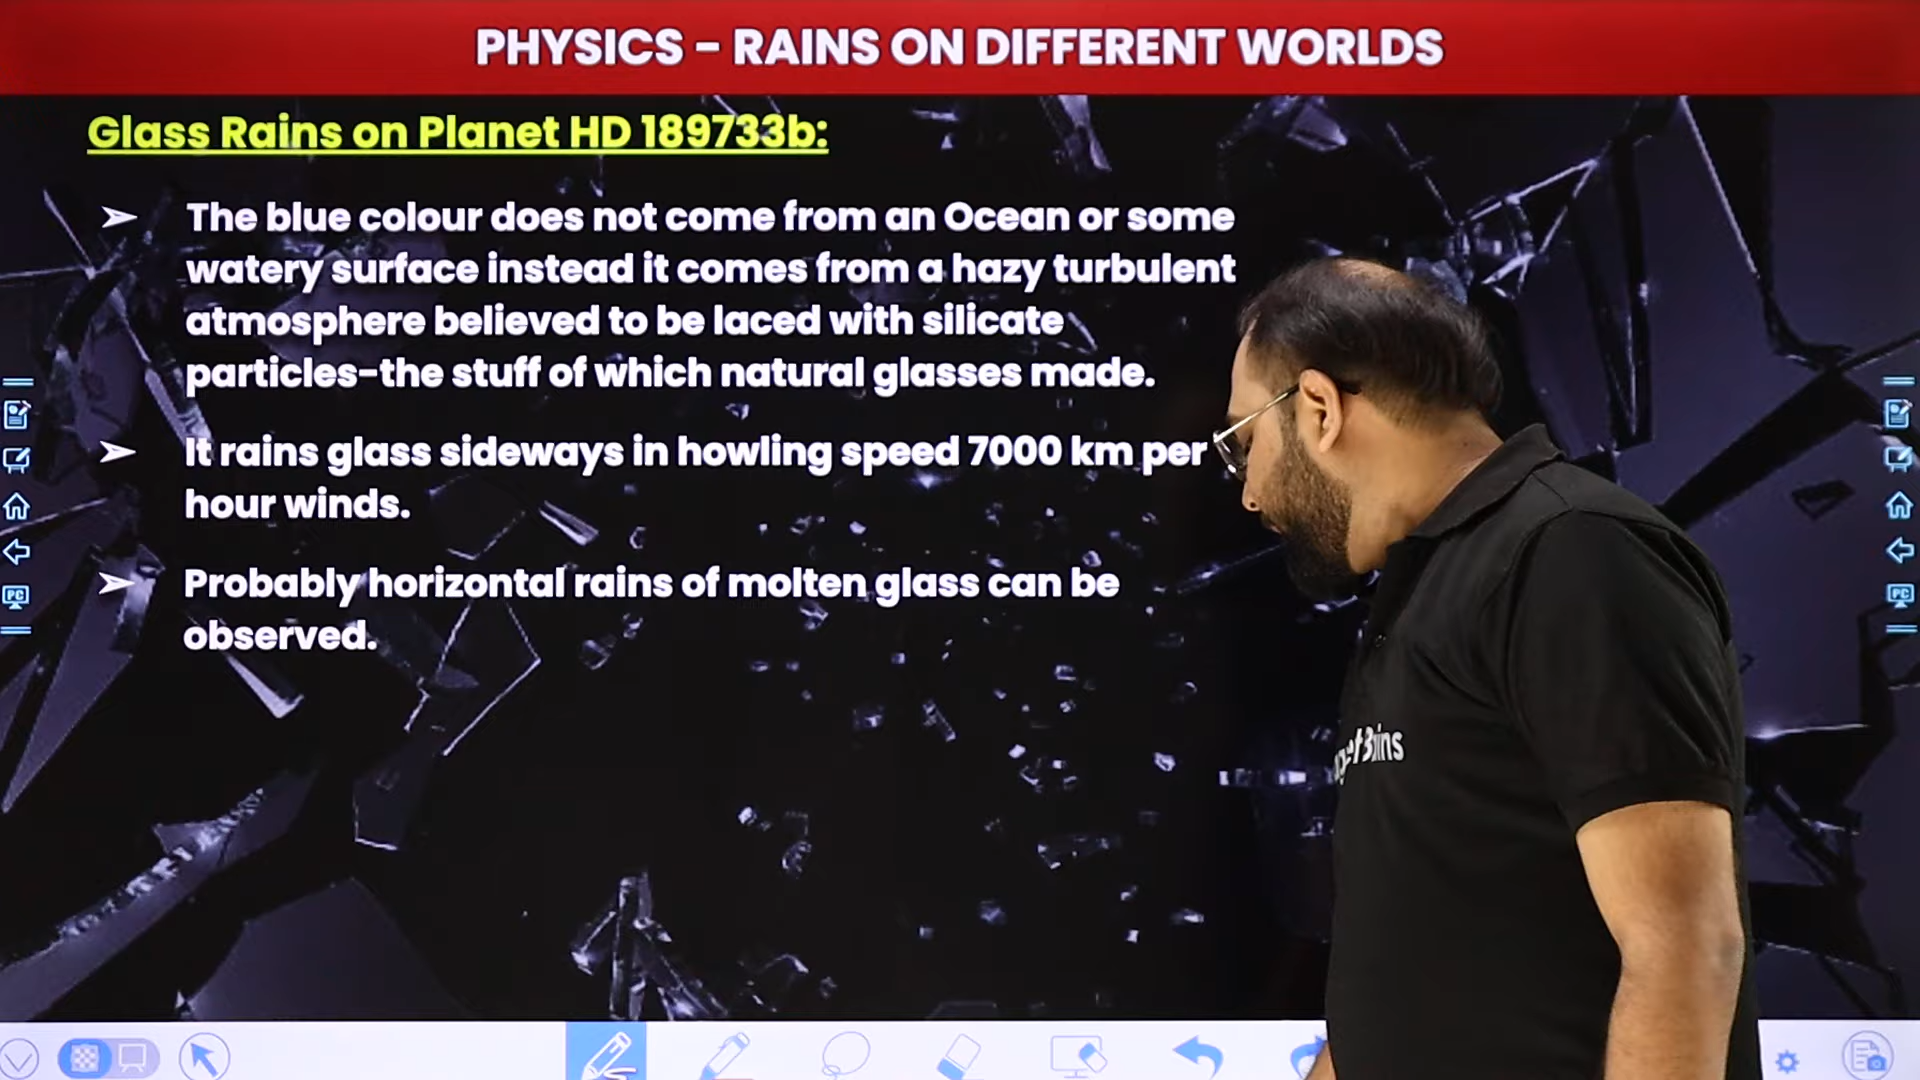 PHYSICS - RAINS ON DIFFERENT WORLDS
Glass Rains on Planet HD 189733b:
➤ The blue colour does not come from an Ocean or some
watery surface instead it comes from a hazy turbulent
atmosphere believed to be laced with silicate
particles-the stuff of which natural glasses made.
➤ It rains glass sideways in howling speed 7000 km per
hour winds.
➤ Probably horizontal rains of molten glass can be
observed.
PC
PC